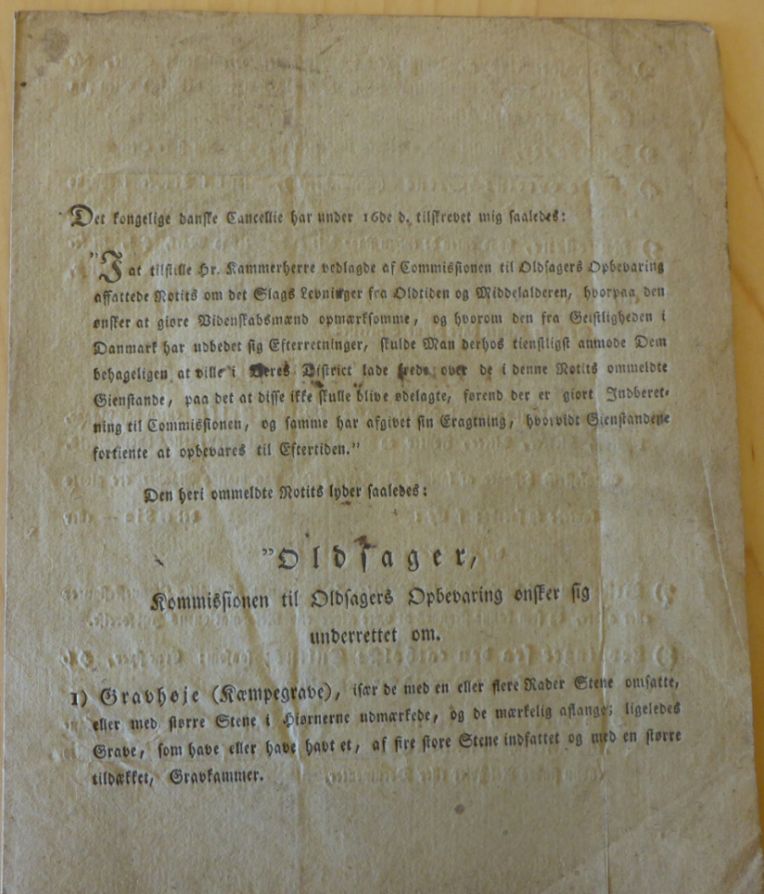 Det kongelige danske Cancellie har under 16de d. tilskrevet mig saaledes:
"I at tilstille Hr. Kammerherre vedlagde af Commissionen til Oldsagers Opbevaring
affattede Notits om det Slags Levninger fra Oldtiden og Middelalderen, hvorpaa den
ønsker at giøre Videnskabsmænd opmærksomme, og hvorom den fra Geistligheden i
Danmark har udbedet sig Efterretninger, skulde Man derhos tienstligst anmode Dem
behageligen at ville i Deres District lade frede over de i denne Notits ommeldte
Gienstande, paa det at disse ikke skulle blive ødelagte, førend der er giort Indberet-
ning til Commissionen, og samme har afgivet sin Eragtning, hvorvidt Gienstandene
fortiente at opbevares til Eftertiden."
Den heri ommeldte Notits lyder saaledes:
"Oldsager,
Kommissionen til Oldsagers Opbevaring ønsker sig
underrettet om.
1) Gravhøje (Kæmpegrave), især de med en eller flere Rader Stene omsatte,
eller med større Stene i Hiørnerne udmærkede, og de mærkelig aflange; ligeledes
Grave, som have eller have havt et, af fire store Stene indfattet og med en større
tildækket, Gravkammer.